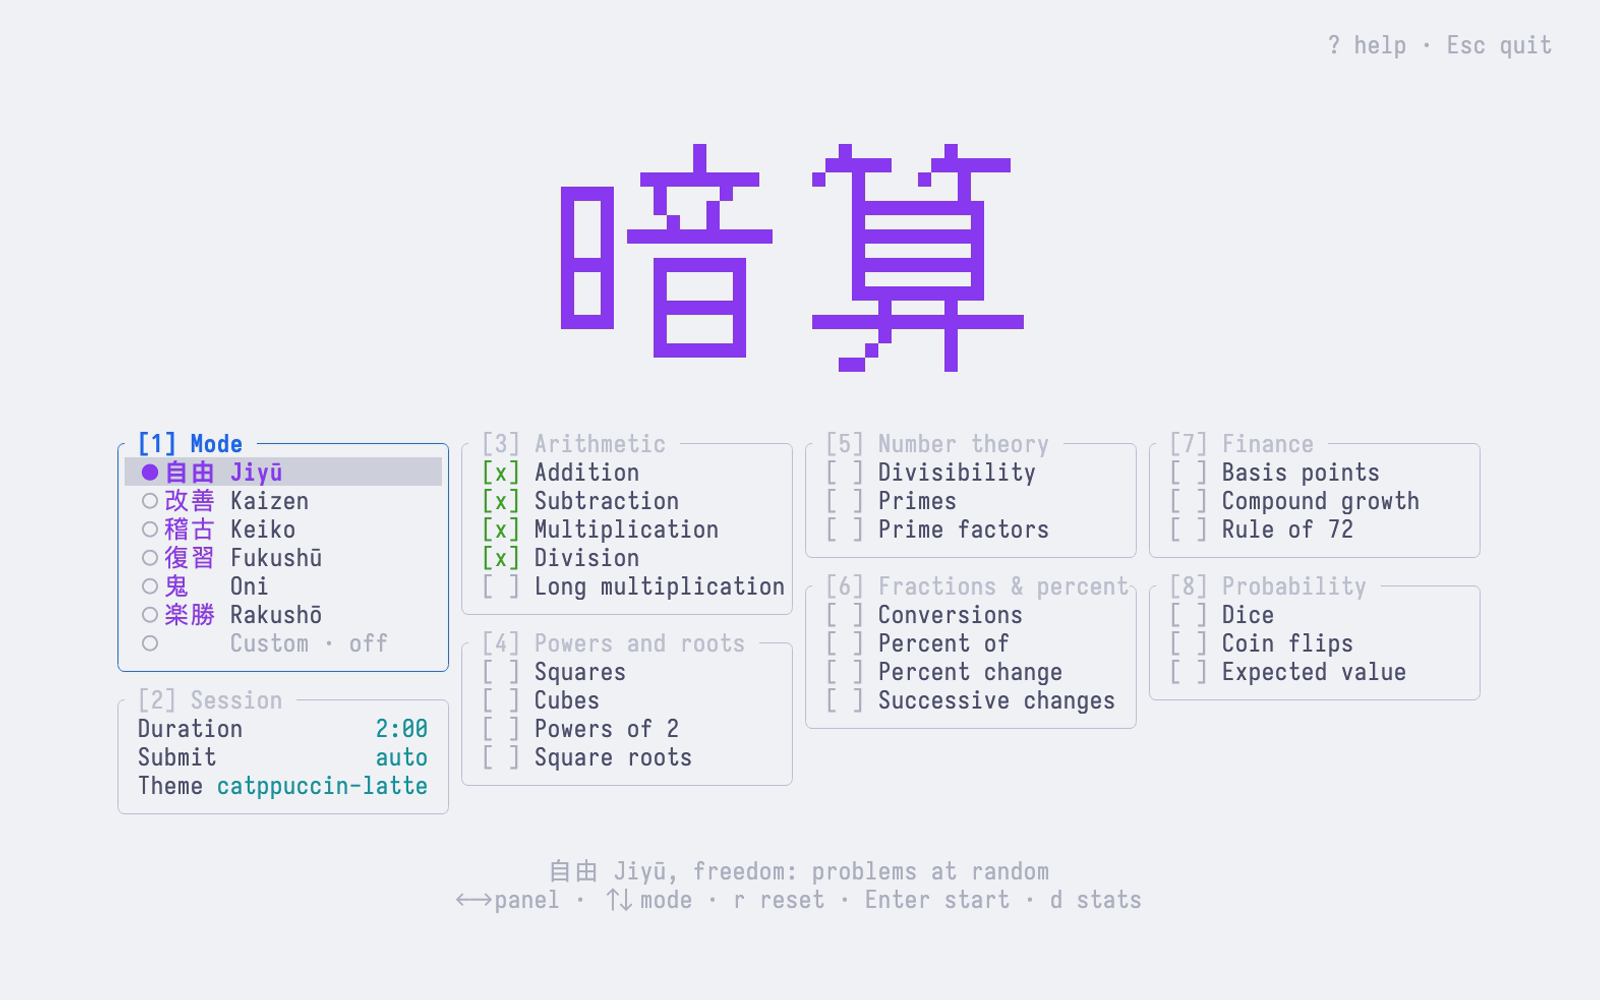 ? help · Esc quit
暗算
[1] Mode
自由 Jiyū
改善 Kaizen
稽古 Keiko
復習 Fukushū
鬼 Oni
楽勝 Rakushō
Custom · off
[2] Session
Duration 2:00
Submit auto
Theme catppuccin-latte
[3] Arithmetic
[x] Addition
[x] Subtraction
[x] Multiplication
[x] Division
[ ] Long multiplication
[4] Powers and roots
[ ] Squares
[ ] Cubes
[ ] Powers of 2
[ ] Square roots
[5] Number theory
[ ] Divisibility
[ ] Primes
[ ] Prime factors
[6] Fractions & percent
[ ] Conversions
[ ] Percent of
[ ] Percent change
[ ] Successive changes
[7] Finance
[ ] Basis points
[ ] Compound growth
[ ] Rule of 72
[8] Probability
[ ] Dice
[ ] Coin flips
[ ] Expected value
自由 Jiyū, freedom: problems at random
←→panel · ↑↓mode · r reset · Enter start · d stats